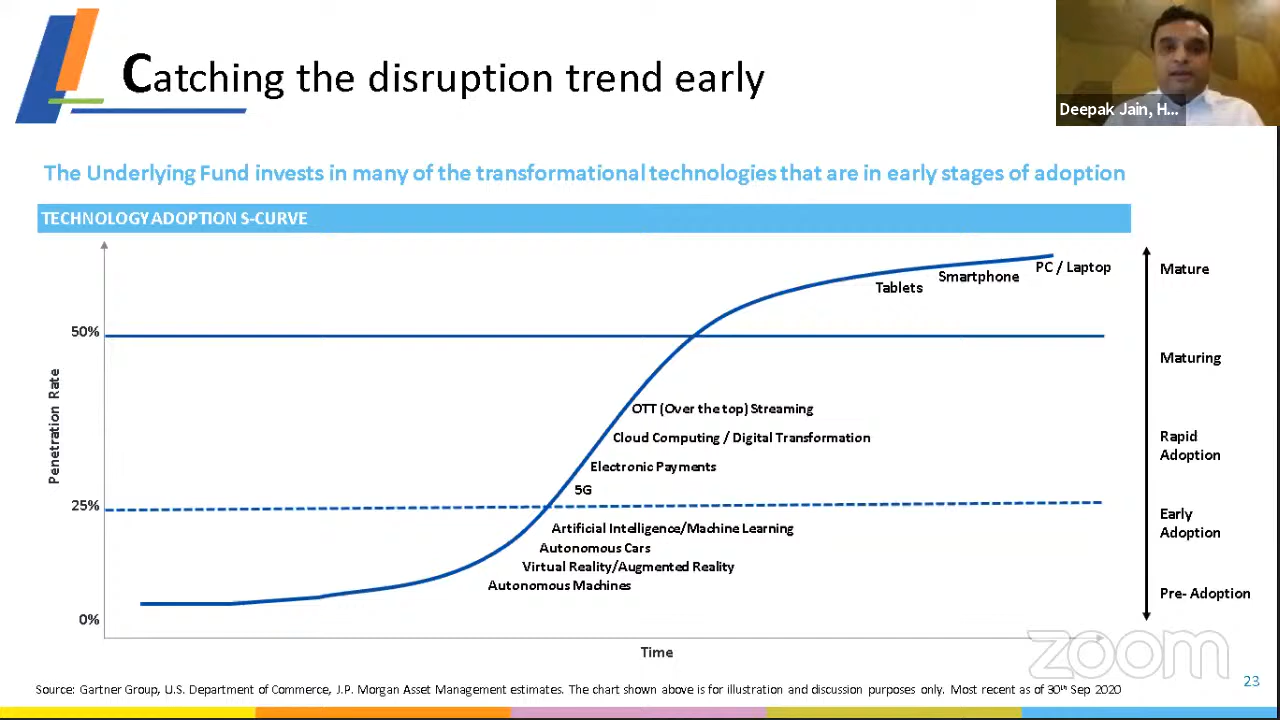 Catching the disruption trend early
Deepak Jain, H...
The Underlying Fund invests in many of the transformational technologies that are in early stages of adoption
TECHNOLOGY ADOPTION S-CURVE
PC / Laptop
Smartphone
Tablets
Mature
50%
Maturing
Penetration Rate
OTT (Over the top) Streaming
Cloud Computing / Digital Transformation
Rapid
Adoption
Electronic Payments
5G
25%
Early
Adoption
Artificial Intelligence/Machine Learning
Autonomous Cars
Virtual Reality/Augmented Reality
Autonomous Machines
Pre- Adoption
0%
Time
zoom
Source: Gartner Group, U.S. Department of Commerce, J.P. Morgan Asset Management estimates. The chart shown above is for illustration and discussion purposes only. Most recent as of 30th Sep 2020
23